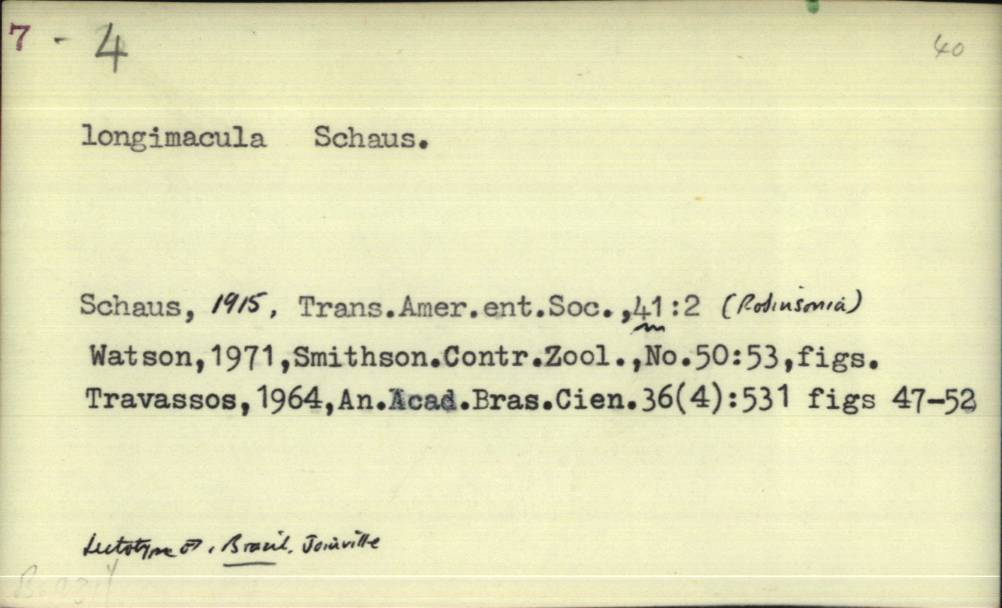 7 - 4 40
longimacula Schaus.
Schaus, 1915, Trans.Amer.ent.Soc.,41:2 (Robinsonia)
Watson,1971,Smithson.Contr.Zool.,No.50:53,figs.
Travassos,1964,An.Acad.Bras.Cien.36(4):531 figs 47-52
Lectotype ♂, Brazil, Joinville
Brazil